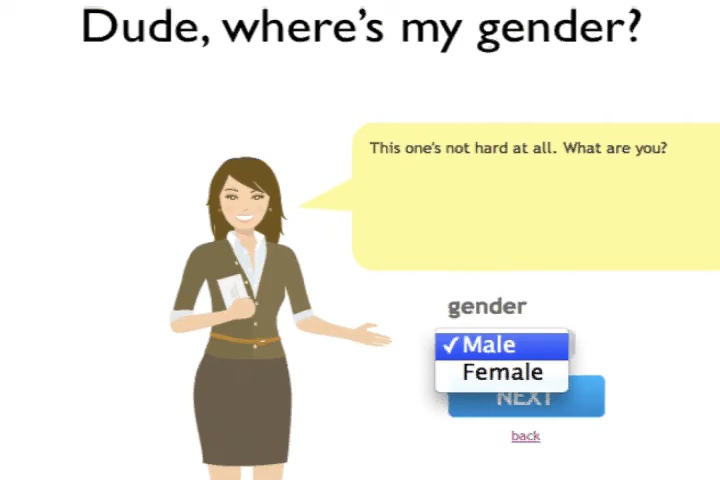 Dude, where's my gender?
This one's not hard at all. What are you?
gender
✓Male
Female
NEXT
back